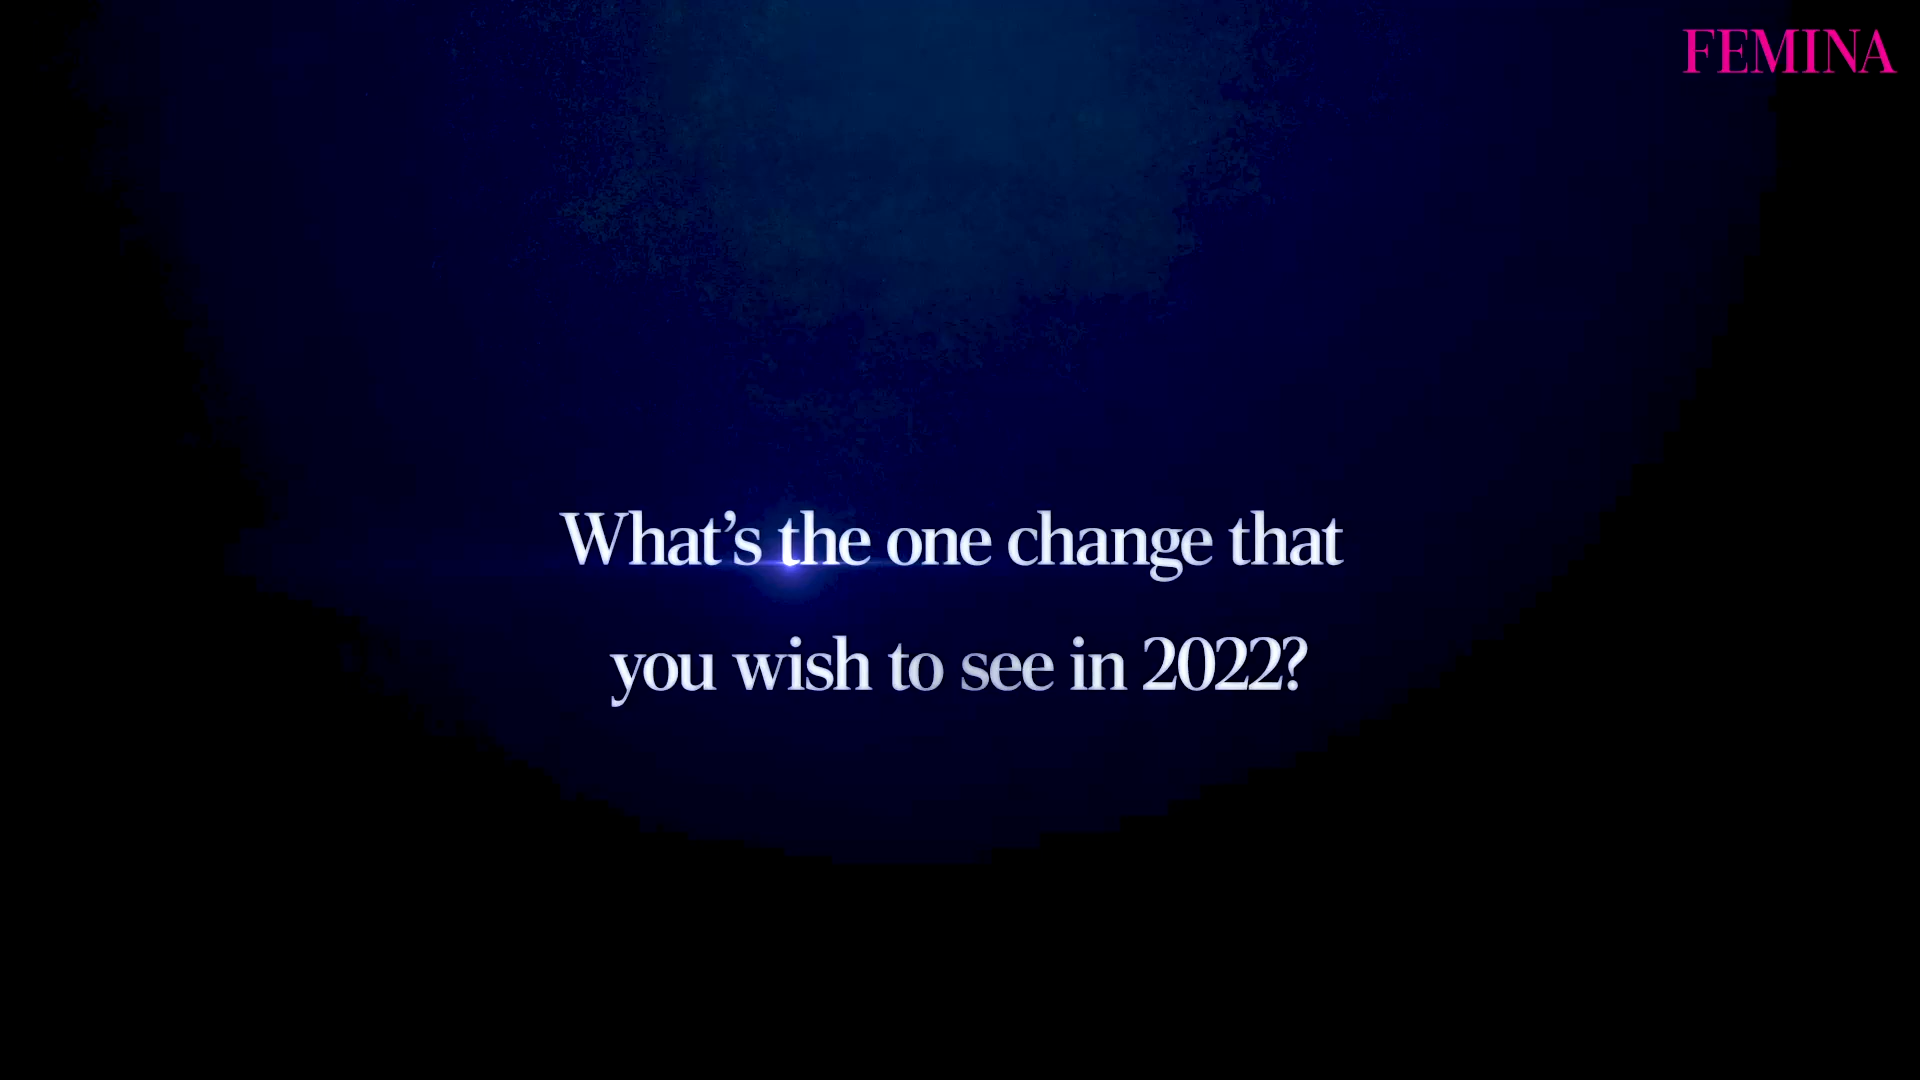 FEMINA
What’s the one change that
you wish to see in 2022?